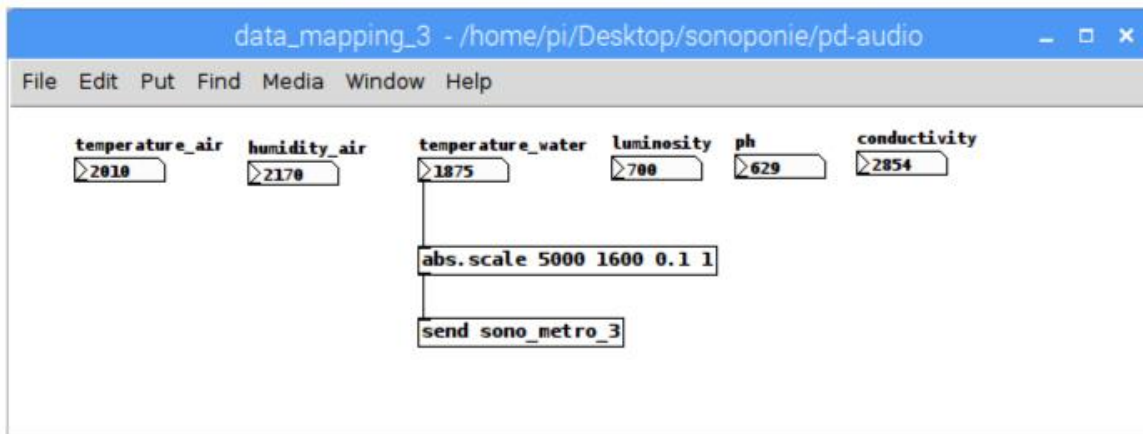 data_mapping_3 - /home/pi/Desktop/sonoponie/pd-audio
File Edit Put Find Media Window Help
temperature_air humidity_air temperature_water luminosity ph conductivity
2010 2170 1875 700 629 2854
abs.scale 5000 1600 0.1 1
send sono_metro_3